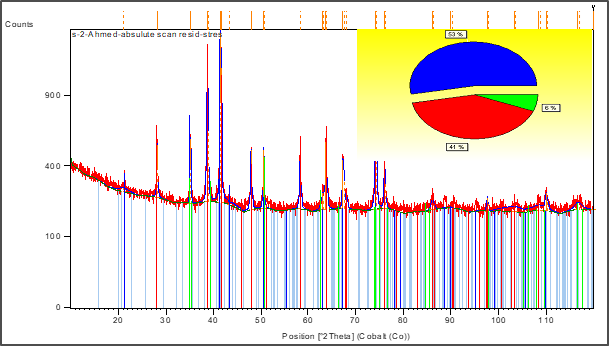 Counts
s-2-Ahmed-absulute scan resid-stres
53 %
6 %
41 %
900
400
100
0
20 30 40 50 60 70 80 90 100 110
Position [°2Theta] (Cobalt (Co))